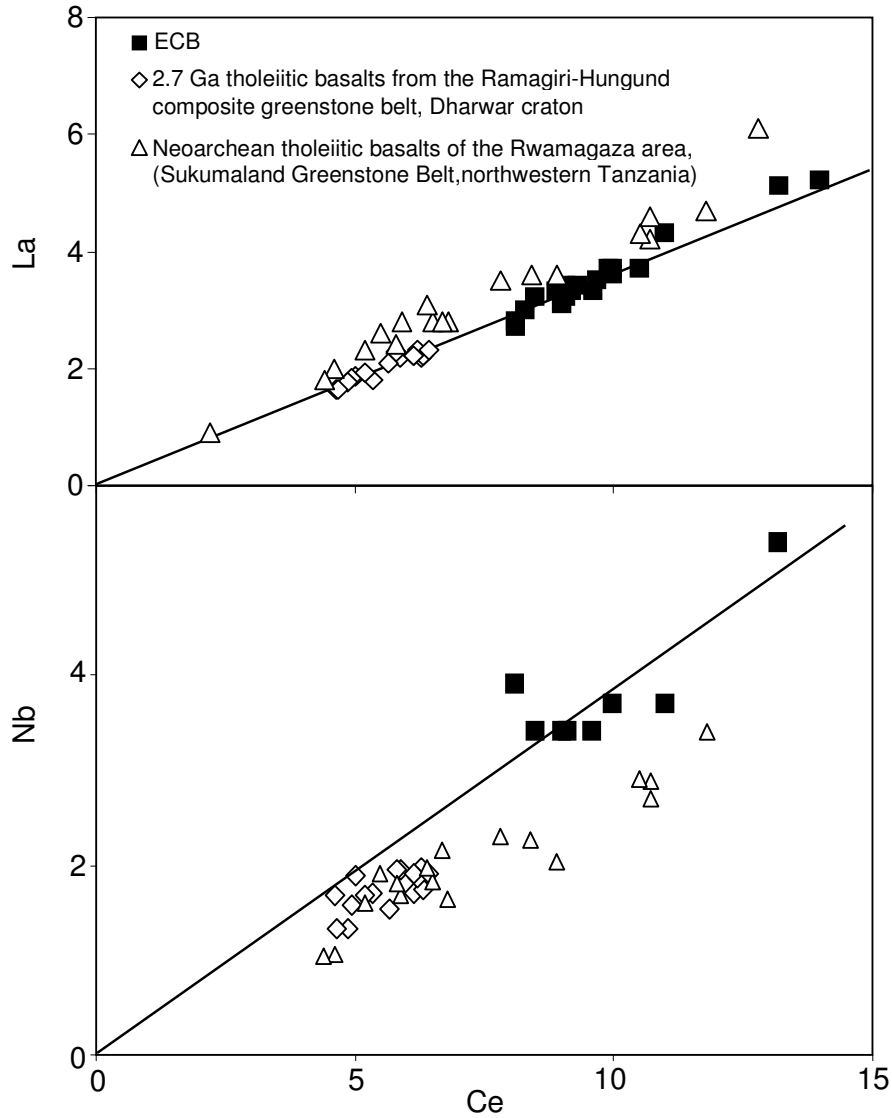 8
ECB
2.7 Ga tholeiitic basalts from the Ramagiri-Hungund
composite greenstone belt, Dharwar craton
6
Neoarchean tholeiitic basalts of the Rwamagaza area,
(Sukumaland Greenstone Belt,northwestern Tanzania)
La
4
2
0
4
Nb
2
0
0
5
10
15
Ce